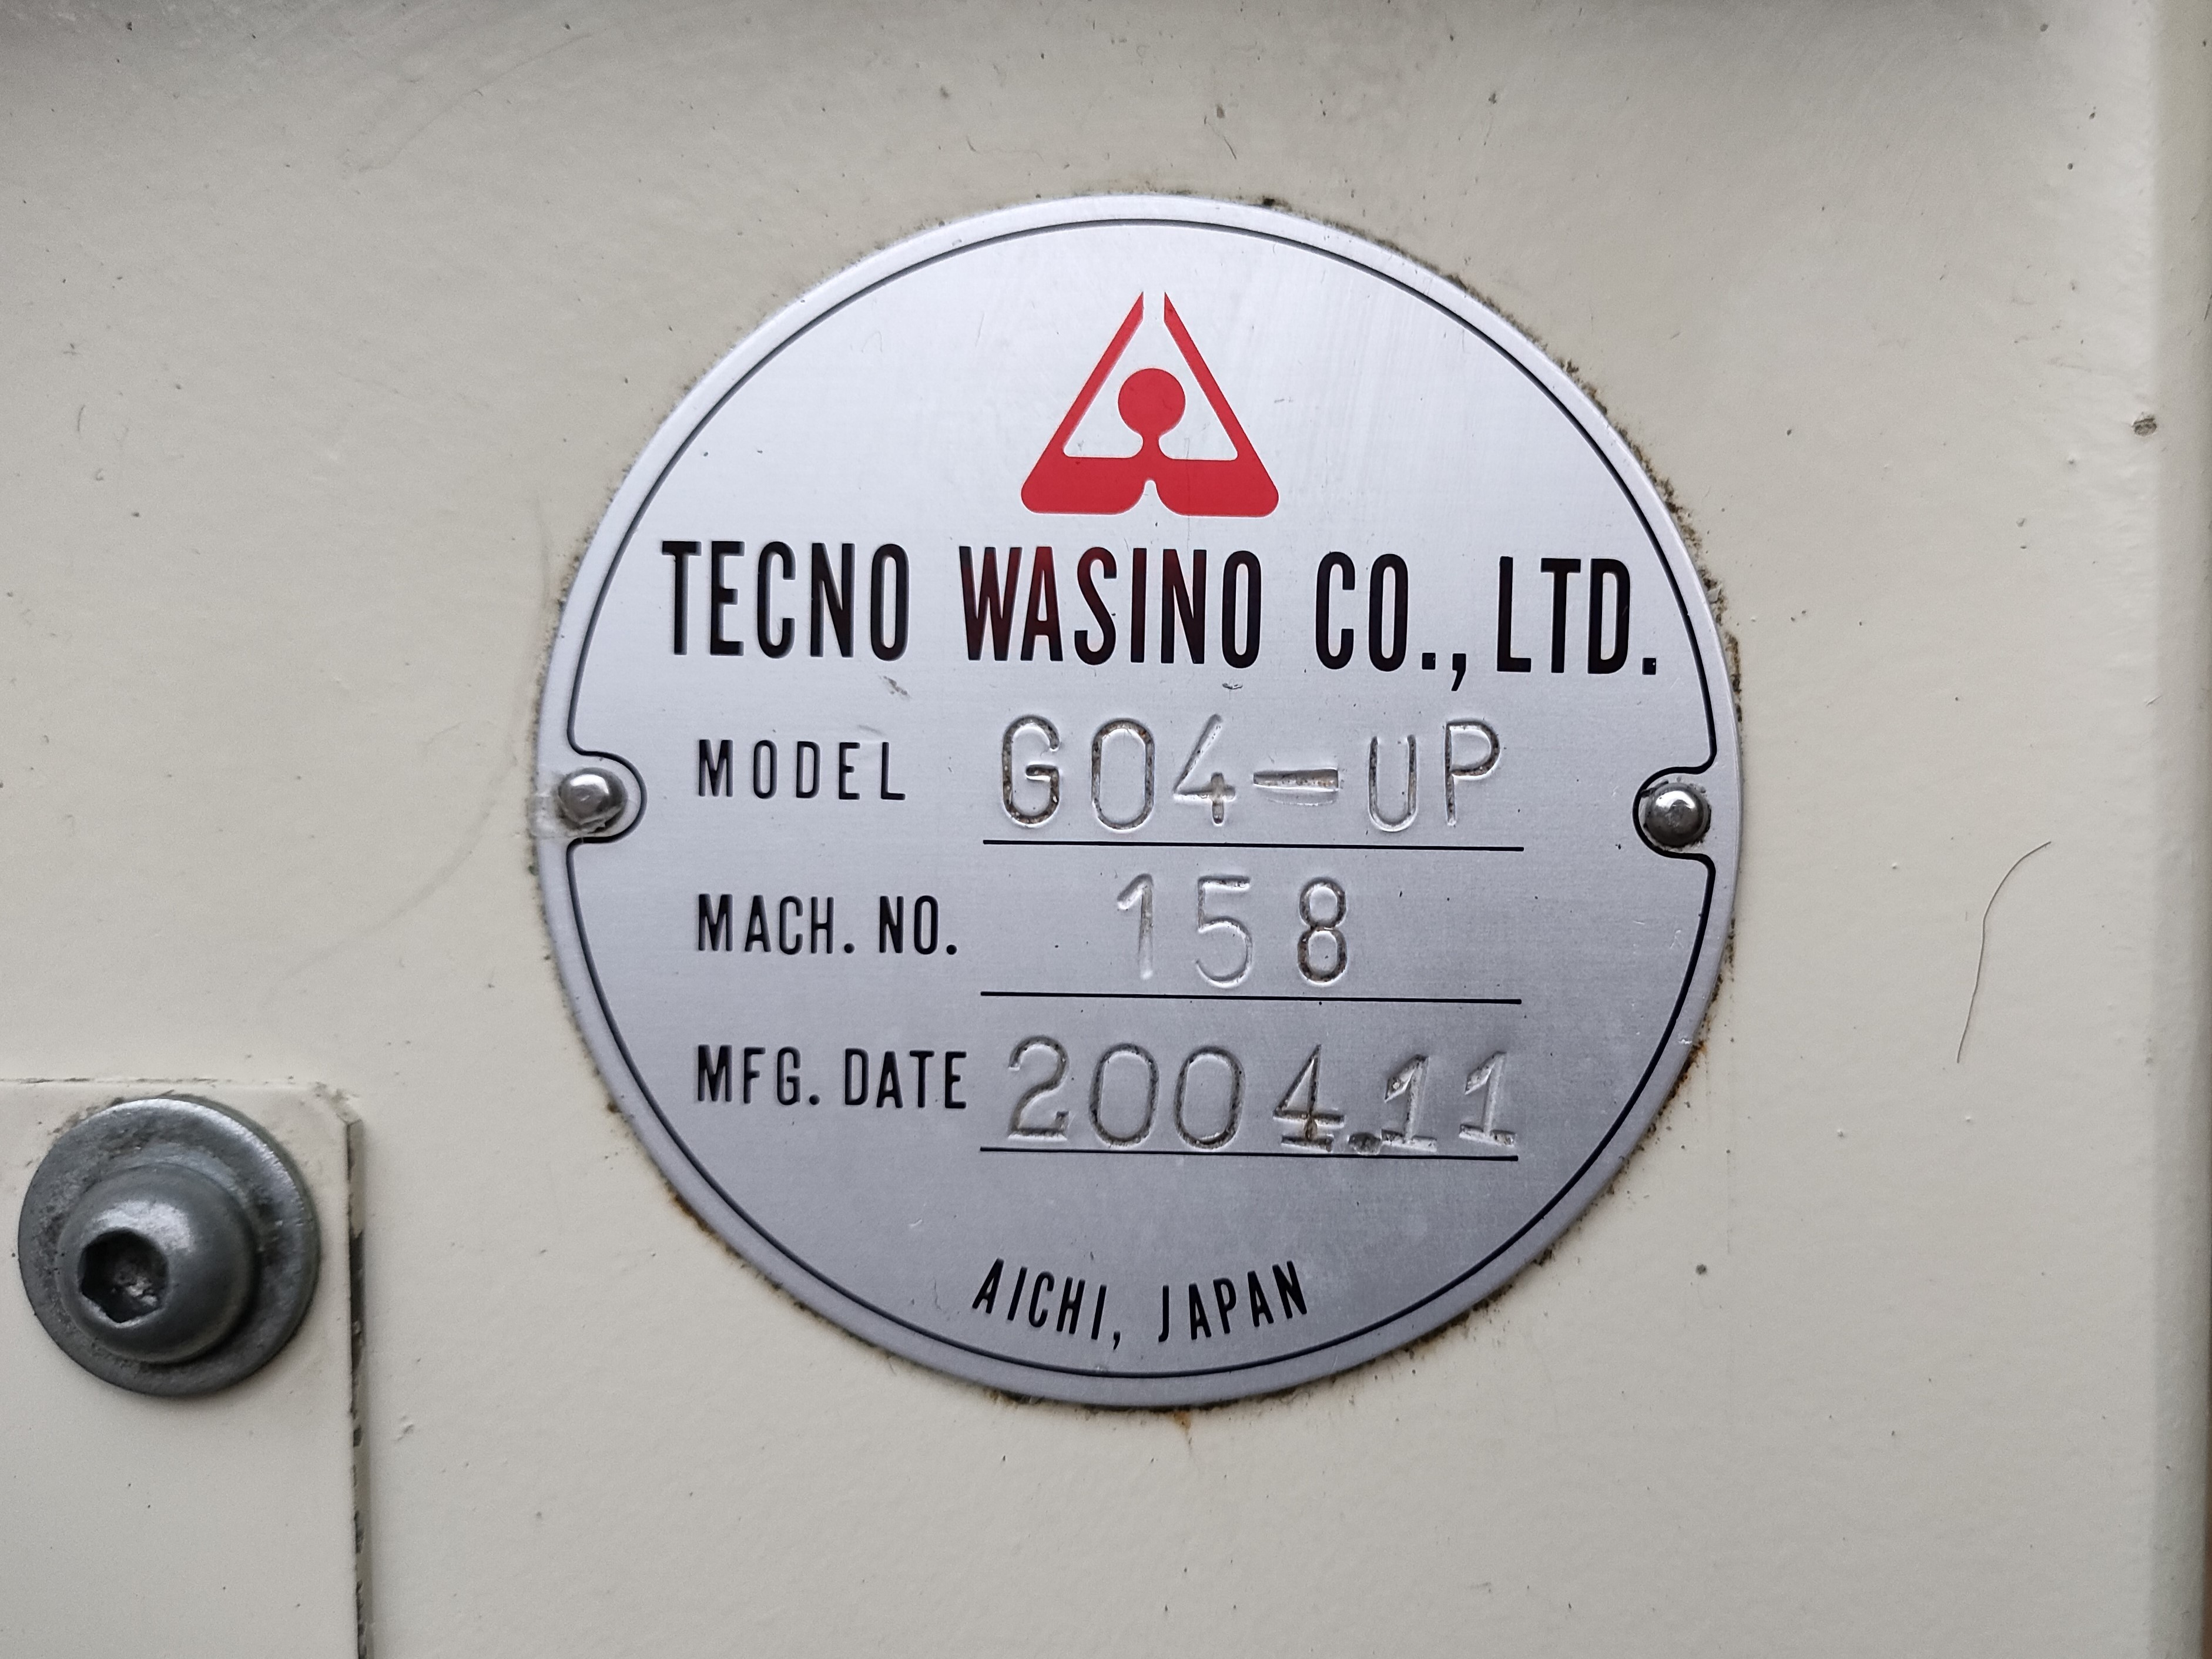 TECNO WASINO CO., LTD.
MODEL G04-UP
MACH. NO. 158
MFG. DATE 2004.11
AICHI, JAPAN